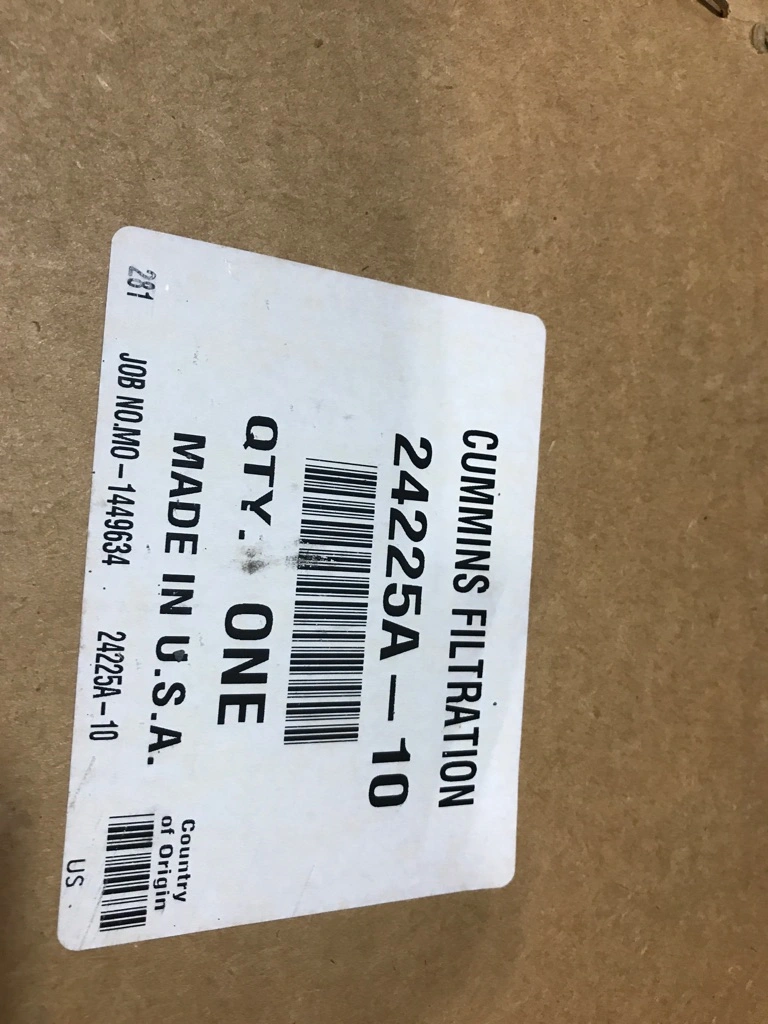 CUMMINS FILTRATION
24225A-10
QTY. ONE
MADE IN U.S.A.
Country
of Origin
281 JOB NO.MO-1449634 24225A-10
US